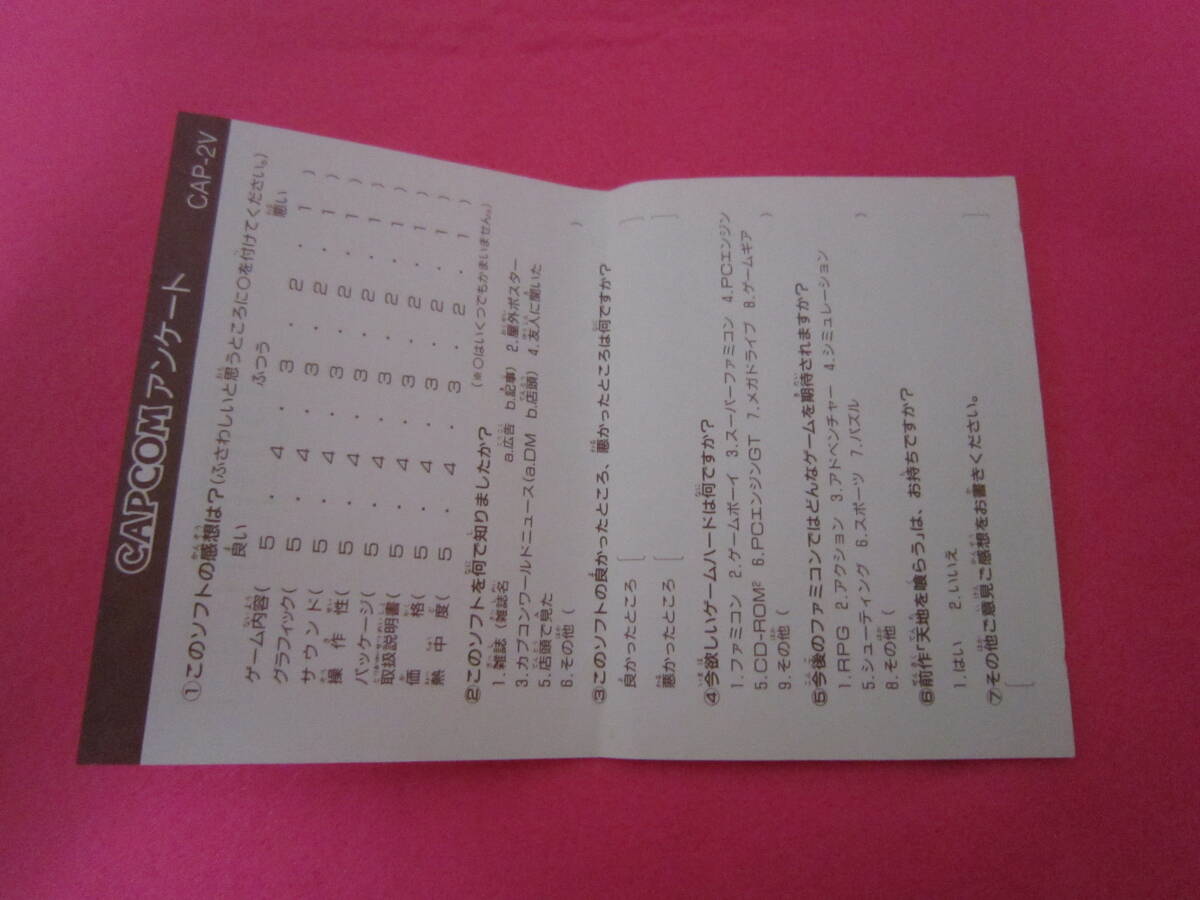 CAPCOMアンケート CAP-2V
①このソフトの感想は?(ふさわしいと思うところに○を付けてください。)
良い ふつう 悪い
ゲーム内容( 5 . 4 . 3 . 2 . 1 )
グラフィック( 5 . 4 . 3 . 2 . 1 )
サウンド( 5 . 4 . 3 . 2 . 1 )
操作性( 5 . 4 . 3 . 2 . 1 )
パッケージ( 5 . 4 . 3 . 2 . 1 )
取扱説明書( 5 . 4 . 3 . 2 . 1 )
価格( 5 . 4 . 3 . 2 . 1 )
熱中度( 5 . 4 . 3 . 2 . 1 )
②このソフトを何で知りましたか? (※○はいくつでもかまいません。)
1.雑誌(雑誌名 a.広告 b.記事) 2.屋外ポスター
3.カプコンワールドニュース(a.DM b.店頭) 4.友人に聞いた
5.店頭で見た
6.その他( )
③このソフトの良かったところ、悪かったところは何ですか?
良かったところ[ ]
悪かったところ[ ]
④今欲しいゲームハードは何ですか?
1.ファミコン 2.ゲームボーイ 3.スーパーファミコン 4.PCエンジン
5.CD-ROM² 6.PCエンジンGT 7.メガドライブ 8.ゲームギア
9.その他( )
⑤今後のファミコンではどんなゲームを期待されますか?
1.RPG 2.アクション 3.アドベンチャー 4.シミュレーション
5.シューティング 6.スポーツ 7.パズル
8.その他( )
⑥前作「天地を喰らう」は、お持ちですか?
1.はい 2.いいえ
⑦その他ご意見ご感想をお書きください。
[ ]